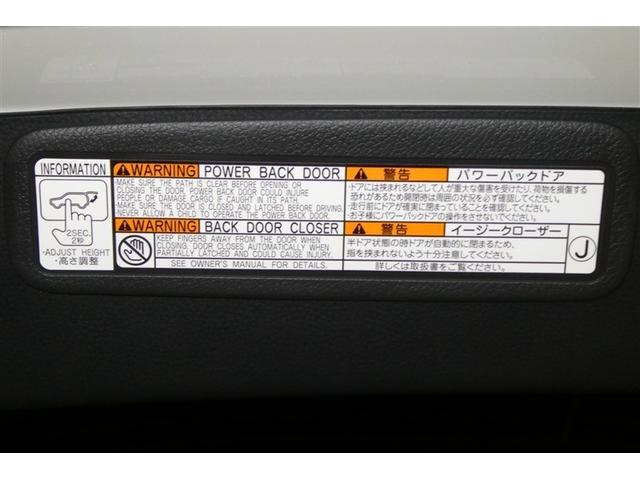 INFORMATION
2SEC.
2秒
・ADJUST HEIGHT
・高さ調整
WARNING POWER BACK DOOR
・MAKE SURE THE PATH IS CLEAR BEFORE OPENING OR
CLOSING THE DOOR. POWER BACK DOOR COULD INJURE
PEOPLE OR DAMAGE CARGO IF CAUGHT IN ITS PATH.
・MAKE SURE THE DOOR IS CLOSED AND LATCHED BEFORE DRIVING.
・NEVER ALLOW A CHILD TO OPERATE THE POWER BACK DOOR.
WARNING BACK DOOR CLOSER
KEEP FINGERS AWAY FROM THE DOOR WHEN
CLOSING. DOOR CLOSES AUTOMATICALLY WHEN
PARTIALLY LATCHED AND COULD CAUSE INJURY.
SEE OWNER'S MANUAL FOR DETAILS.
警告 パワーバックドア
・ドアには挟まれるなどして人が重大な傷害を受けたり、荷物を損傷する
恐れがあるため開閉時は周囲の状況を必ず確認してください。
・走行前にドアが確実に閉まっていることを確認してください。
・お子様にパワーバックドアの操作をさせないでください。
警告 イージークローザー
半ドア状態の時ドアが自動的に閉まるため、
指を挟まれないよう十分注意してください。
詳しくは取扱書をご覧ください。
J